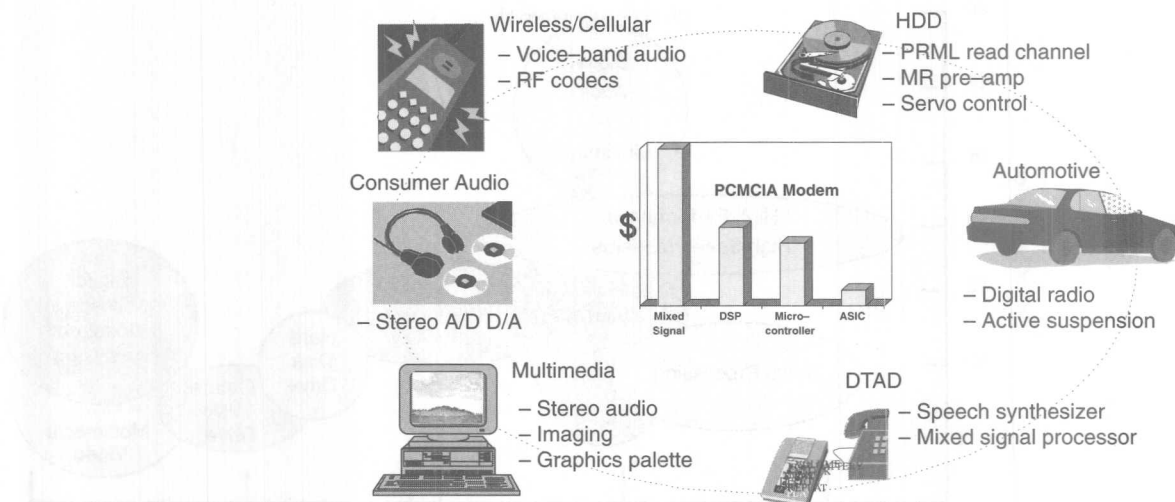 Wireless/Cellular
– Voice–band audio
– RF codecs
HDD
– PRML read channel
– MR pre–amp
– Servo control
Consumer Audio
– Stereo A/D D/A
PCMCIA Modem
$
Mixed
Signal
DSP
Micro–
controller
ASIC
Automotive
– Digital radio
– Active suspension
Multimedia
– Stereo audio
– Imaging
– Graphics palette
DTAD
– Speech synthesizer
– Mixed signal processor